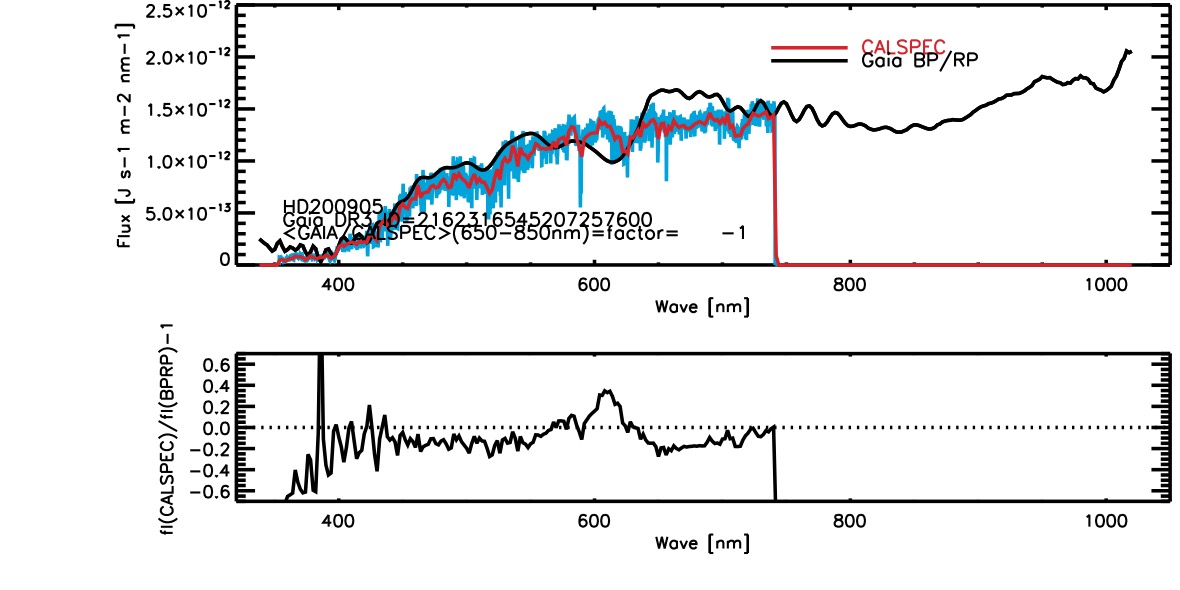 2.5×10−12
2.0×10−12
1.5×10−12
1.0×10−12
5.0×10−13
0
Flux [J s-1 m-2 nm-1]
CALSPEC
Gaia BP/RP
HD200905
Gaia DR3 ID=2162316545207257600
<GAIA/CALSPEC>(650−850nm)=factor= −1
400 600 800 1000
Wave [nm]
fl(CALSPEC)/fl(BPRP)−1
0.6
0.4
0.2
0.0
−0.2
−0.4
−0.6
400 600 800 1000
Wave [nm]